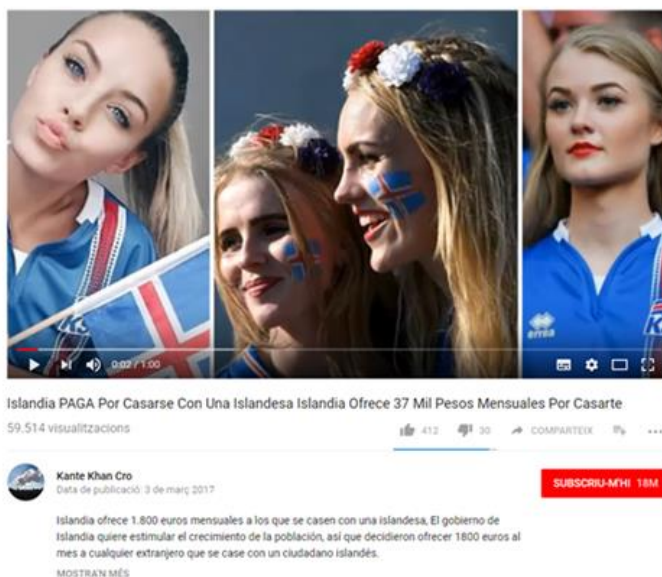 errea
0:02 / 1:00
Islandia PAGA Por Casarse Con Una Islandesa Islandia Ofrece 37 Mil Pesos Mensuales Por Casarte
59.514 visualitzacions
412
30
COMPARTEIX
Kante Khan Cro
Data de publicació: 3 de març 2017
SUBSCRIU-M'HI 18M
Islandia ofrece 1.800 euros mensuales a los que se casen con una islandesa, El gobierno de
Islandia quiere estimular el crecimiento de la población, así que decidieron ofrecer 1800 euros al
mes a cualquier extranjero que se case con un ciudadano islandés.
MOSTRA'N MÉS